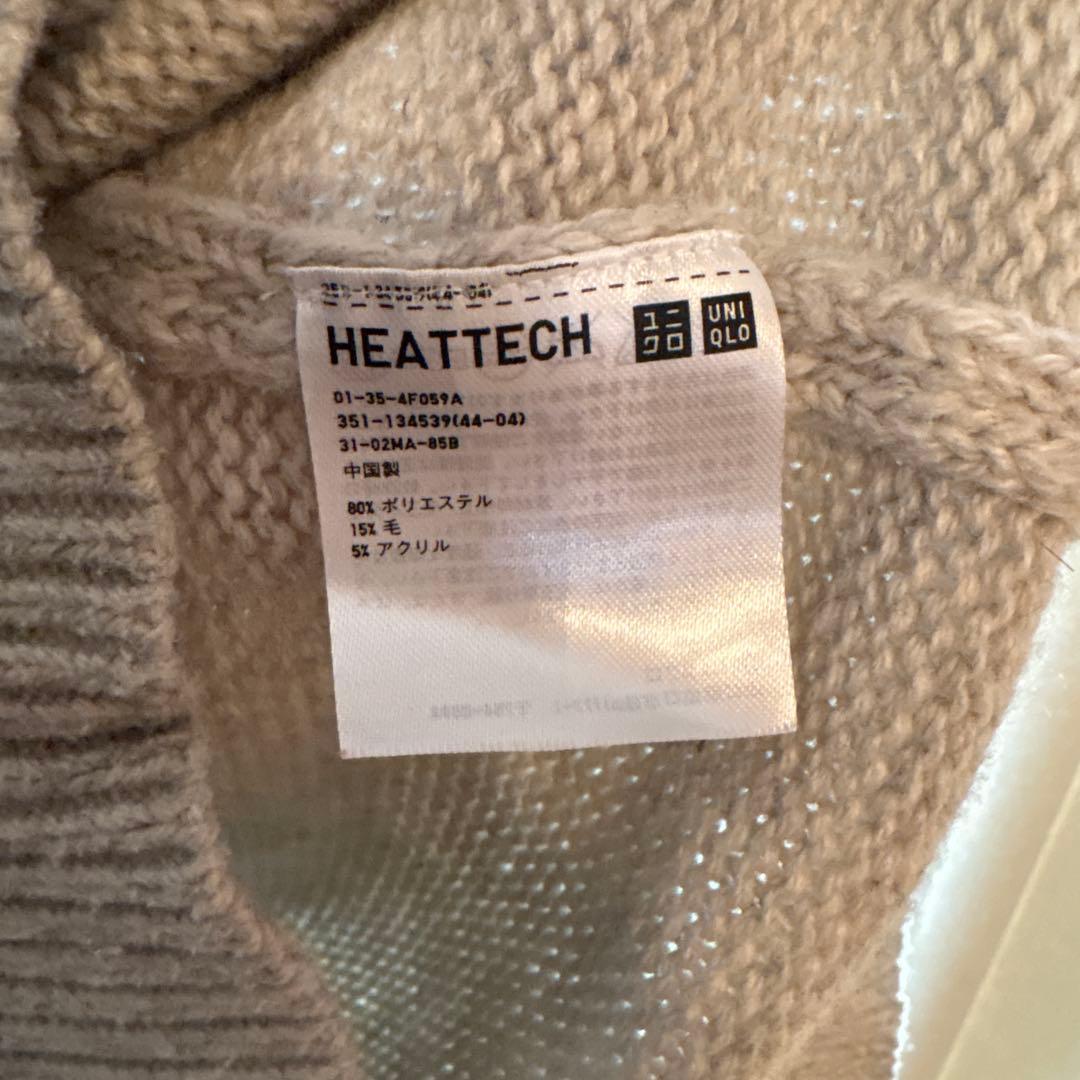 HEATTECH
ユニ
クロ
UNI
QLO
01-35-4F059A
351-134539(44-04)
31-02MA-85B
中国製
80% ポリエステル
15% 毛
5% アクリル